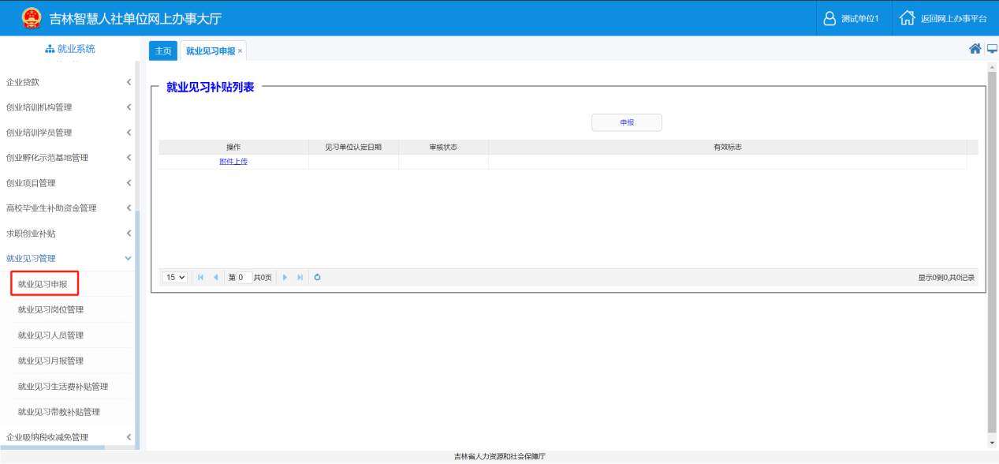 吉林智慧人社单位网上办事大厅
测试单位1
返回网上办事平台
就业系统
主页
就业见习申报 ×
企业贷款
创业培训机构管理
创业培训学员管理
创业孵化示范基地管理
创业项目管理
高校毕业生补助资金管理
求职创业补贴
就业见习管理
就业见习申报
就业见习岗位管理
就业见习人员管理
就业见习月报管理
就业见习生活费补贴管理
就业见习带教补贴管理
企业吸纳税收减免管理
就业见习补贴列表
申报
操作 见习单位认定日期 审核状态 有效标志
附件上传
15 第 0 共0页 显示0到0,共0记录
吉林省人力资源和社会保障厅